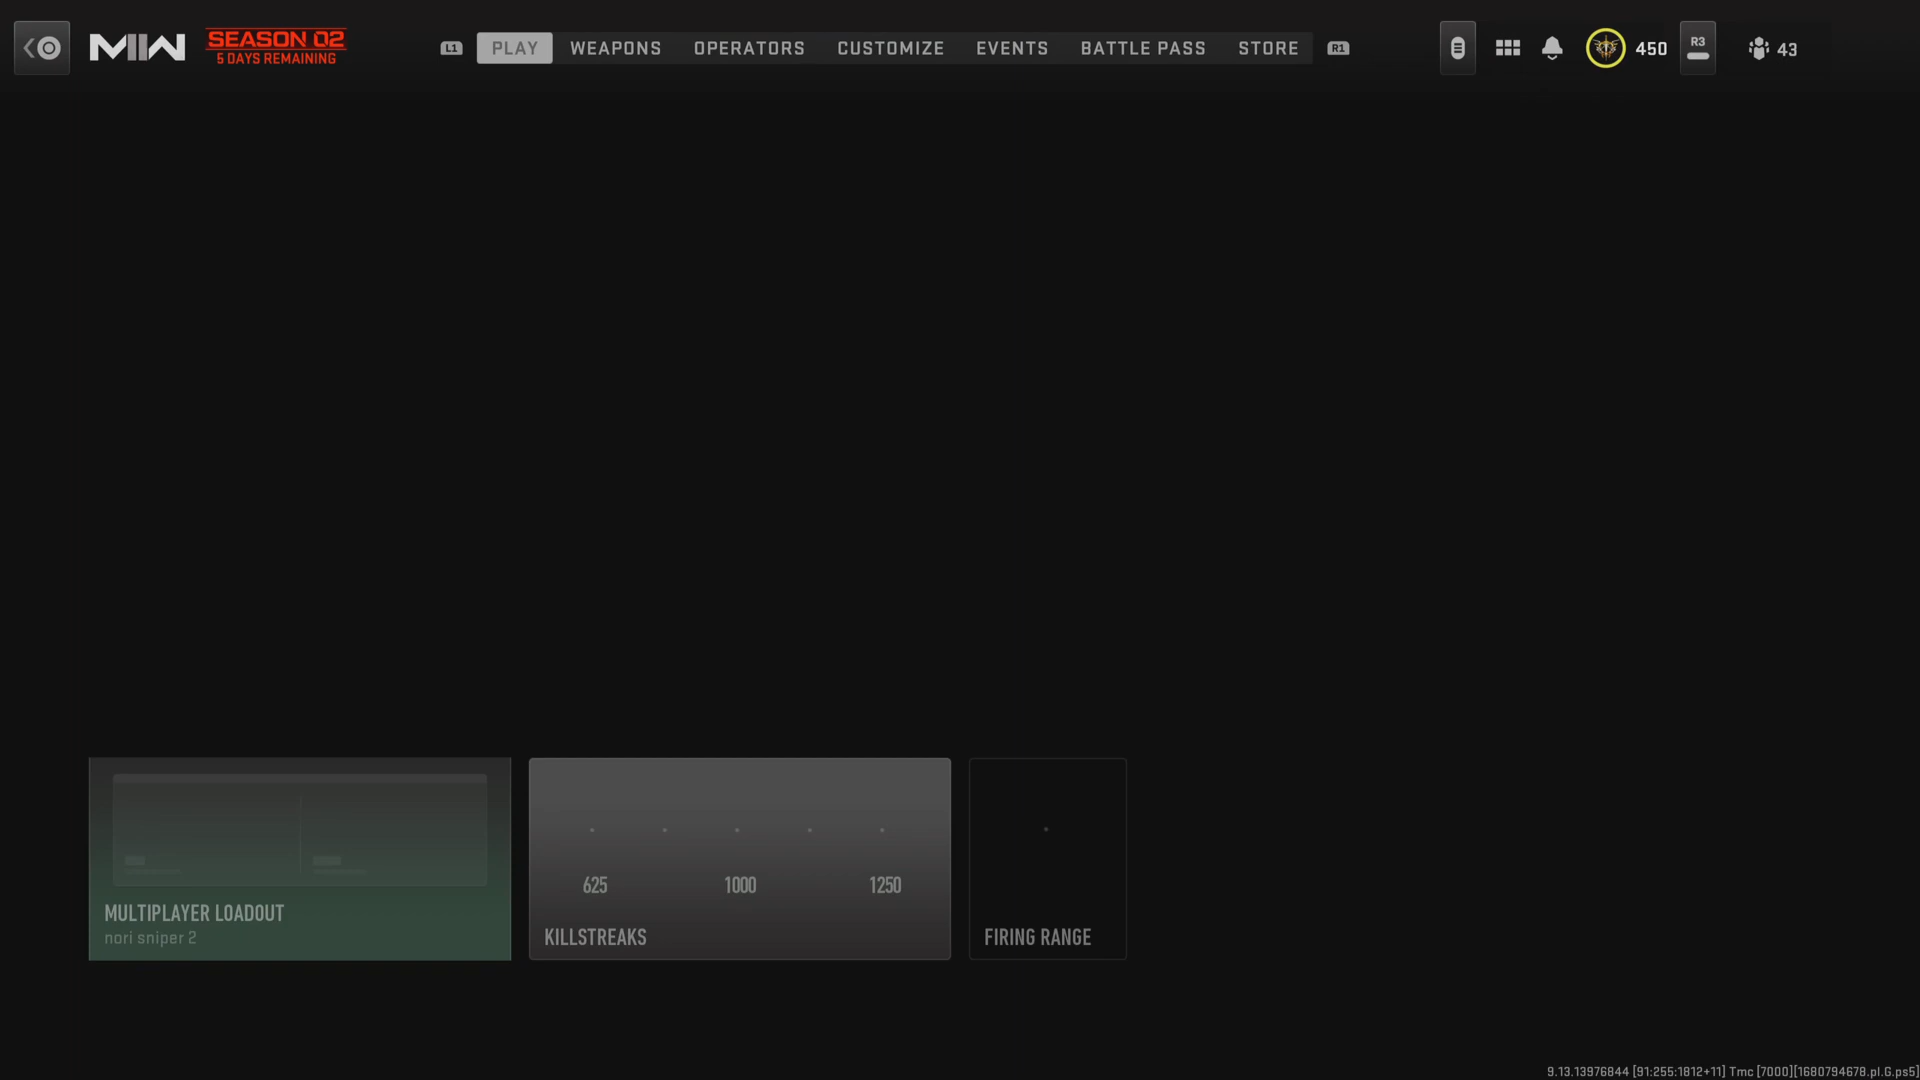 MIIW
SEASON 02
5 DAYS REMAINING
L1 PLAY WEAPONS OPERATORS CUSTOMIZE EVENTS BATTLE PASS STORE R1
450
R3
43
625 1000 1250
MULTIPLAYER LOADOUT
nori sniper 2
KILLSTREAKS
FIRING RANGE
9.13.13976844 [91:255:1812+11] Tmc [7000][1680794678.pl.G.ps5]